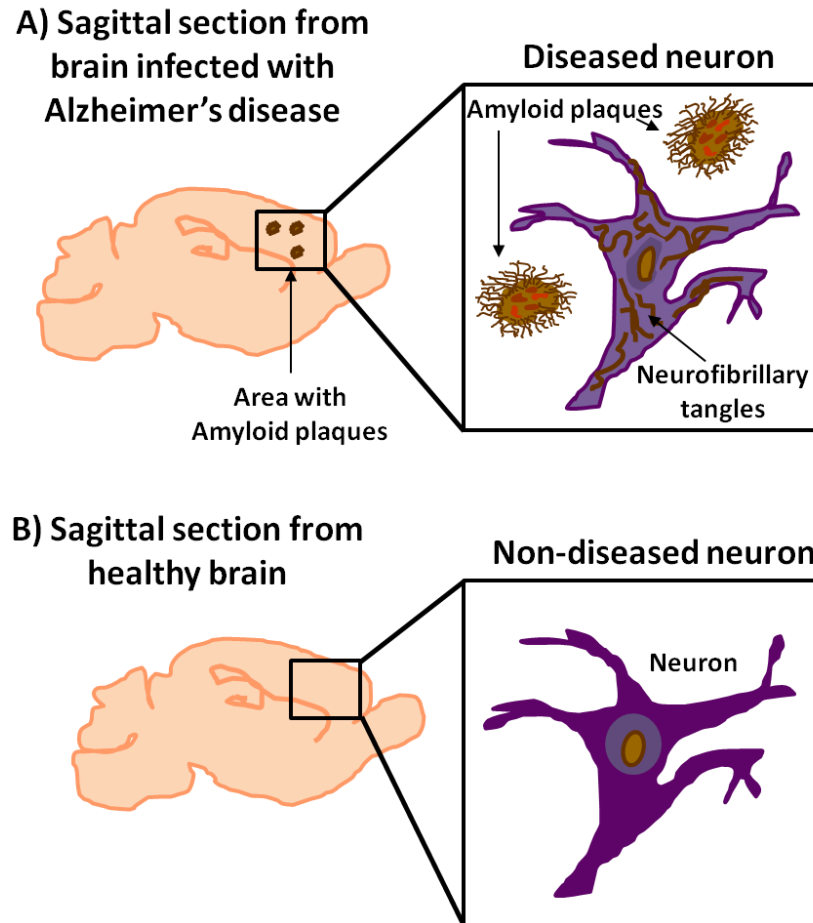 A) Sagittal section from
brain infected with
Alzheimer's disease
Diseased neuron
Amyloid plaques
Neurofibrillary
tangles
Area with
Amyloid plaques
B) Sagittal section from
healthy brain
Non-diseased neuron
Neuron